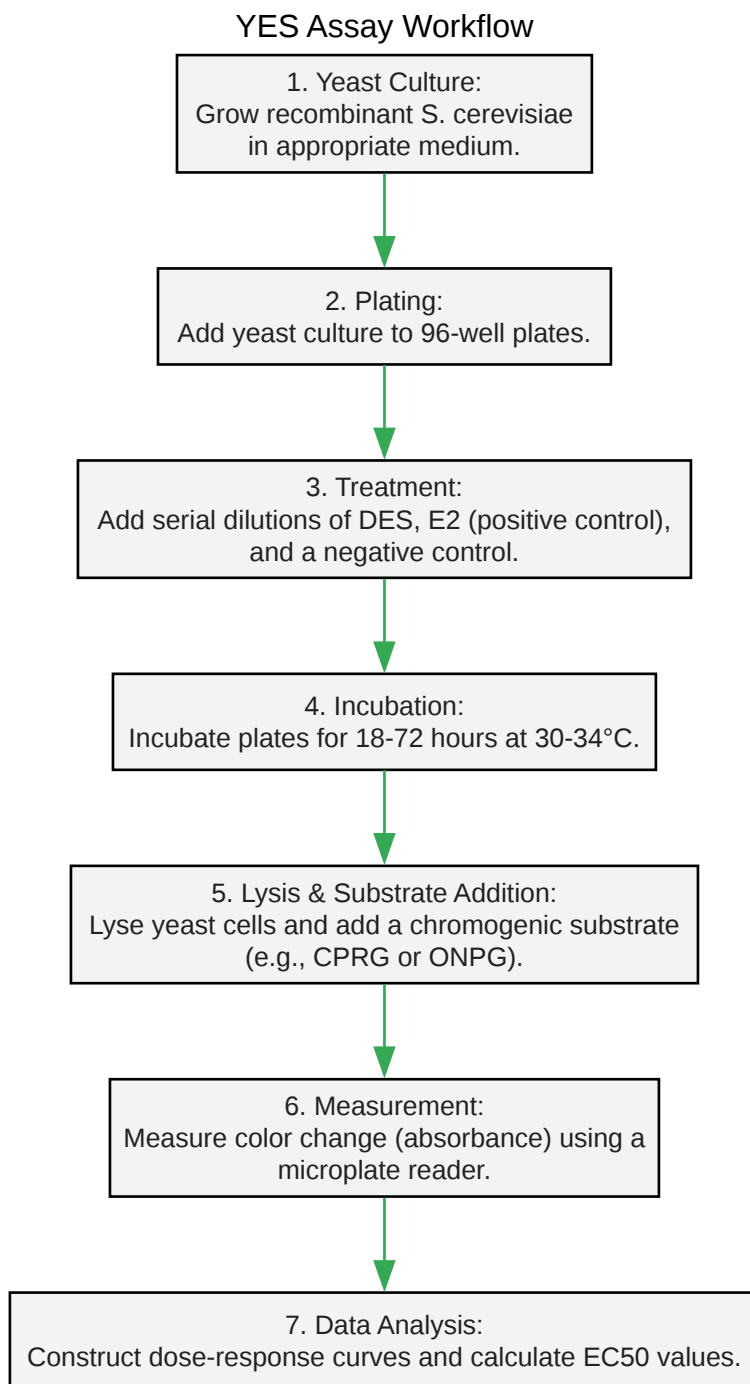 YES Assay Workflow
1. Yeast Culture:
Grow recombinant S. cerevisiae
in appropriate medium.
2. Plating:
Add yeast culture to 96-well plates.
3. Treatment:
Add serial dilutions of DES, E2 (positive control),
and a negative control.
4. Incubation:
Incubate plates for 18-72 hours at 30-34°C.
5. Lysis & Substrate Addition:
Lyse yeast cells and add a chromogenic substrate
(e.g., CPRG or ONPG).
6. Measurement:
Measure color change (absorbance) using a
microplate reader.
7. Data Analysis:
Construct dose-response curves and calculate EC50 values.